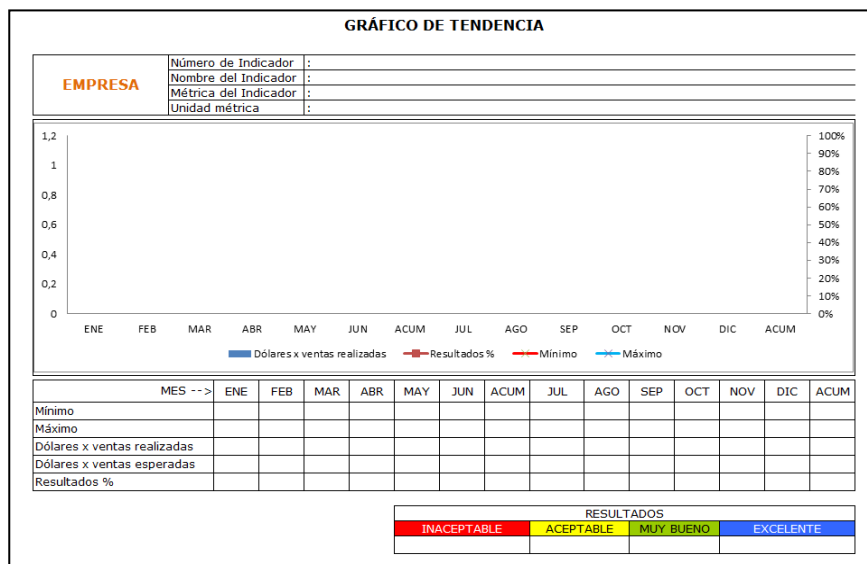 GRÁFICO DE TENDENCIA
EMPRESA
Número de Indicador :
Nombre del Indicador :
Métrica del Indicador :
Unidad métrica :
1,2
1
0,8
0,6
0,4
0,2
0
100%
90%
80%
70%
60%
50%
40%
30%
20%
10%
0%
ENE FEB MAR ABR MAY JUN ACUM JUL AGO SEP OCT NOV DIC ACUM
Dólares x ventas realizadas Resultados % Mínimo Máximo
MES --> ENE FEB MAR ABR MAY JUN ACUM JUL AGO SEP OCT NOV DIC ACUM
Mínimo
Máximo
Dólares x ventas realizadas
Dólares x ventas esperadas
Resultados %
RESULTADOS
INACEPTABLE ACEPTABLE MUY BUENO EXCELENTE